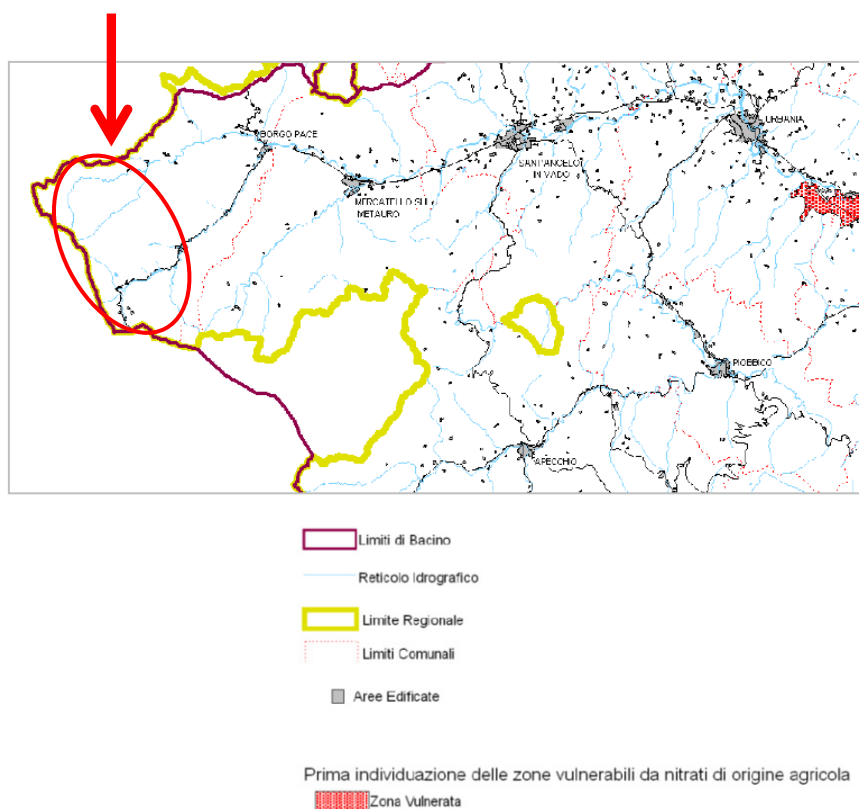 BORGO PACE
MERCATELLO SUL
METAURO
SANT'ANGELO
IN VADO
URBANIA
PIOBBICO
APECCHIO
Limiti di Bacino
Reticolo Idrografico
Limite Regionale
Limiti Comunali
Aree Edificate
Prima individuazione delle zone vulnerabili da nitrati di origine agricola
Zona Vulnerata